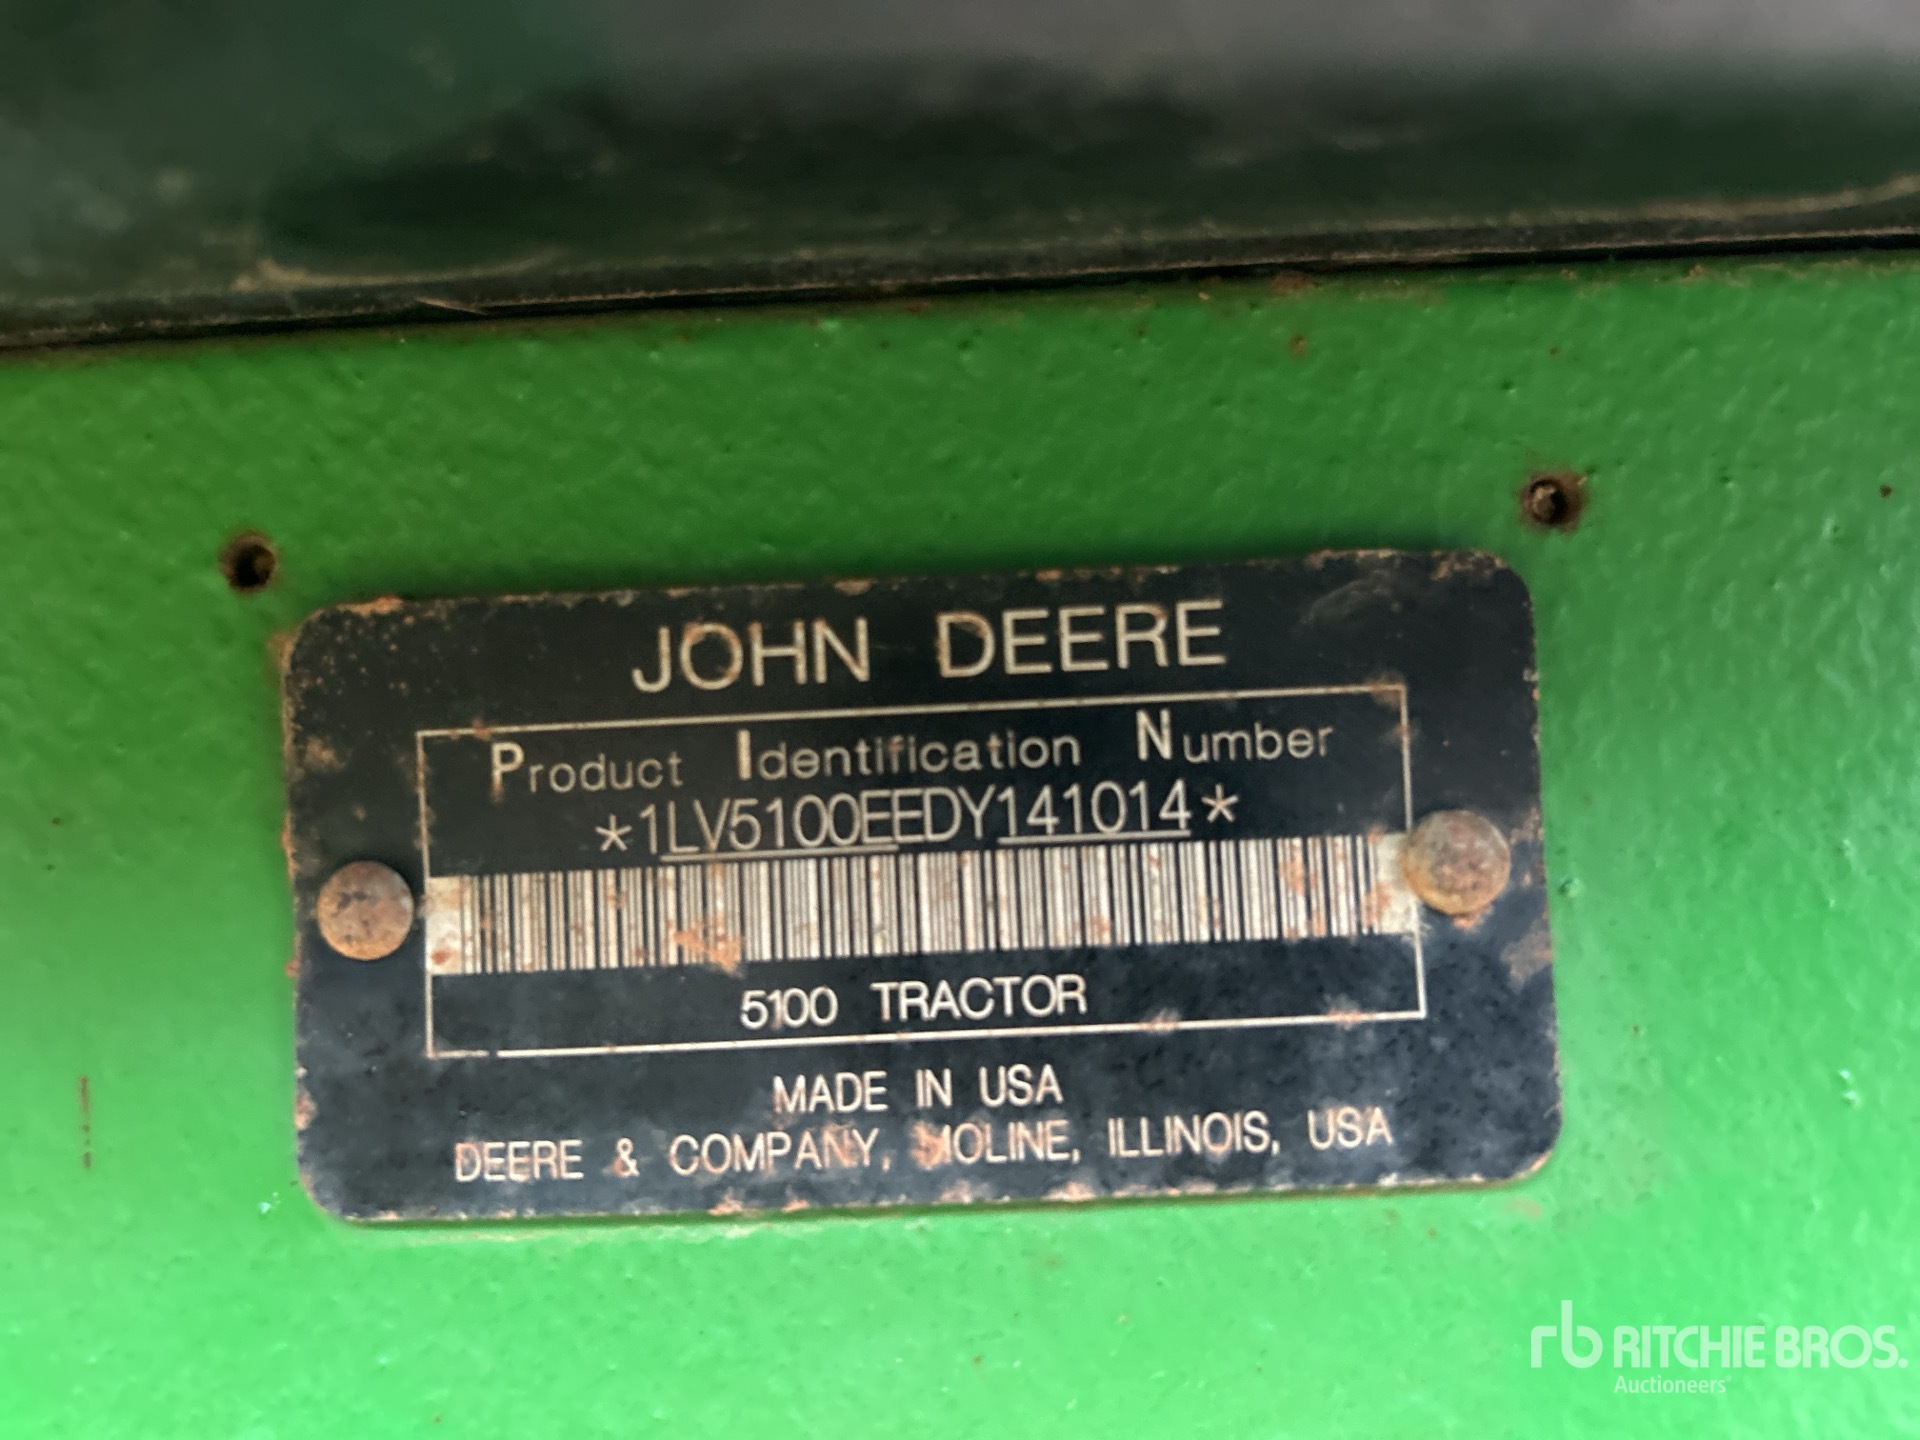 JOHN DEERE
Product Identification Number
*1LV5100EEDY141014*
5100 TRACTOR
MADE IN USA
DEERE & COMPANY, MOLINE, ILLINOIS, USA
rb RITCHIE BROS.
Auctioneers